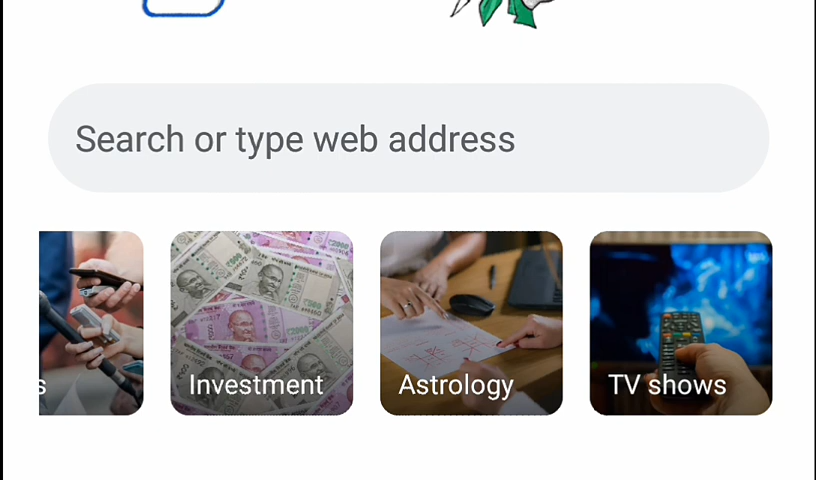 Search or type web address
s
Investment
Astrology
TV shows